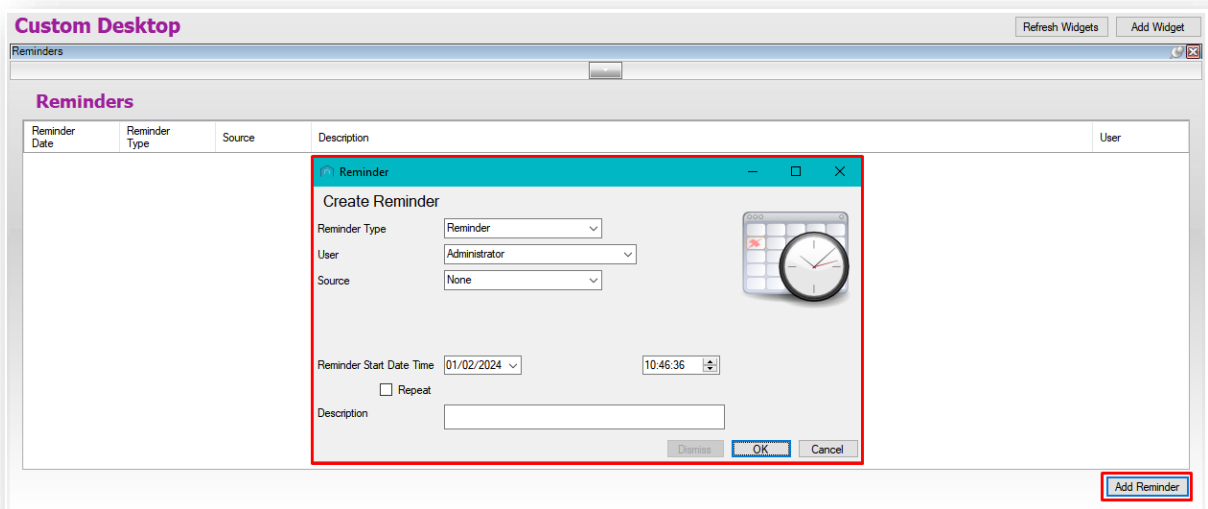 Custom Desktop
Refresh Widgets
Add Widget
Reminders
Reminders
Reminder Date
Reminder Type
Source
Description
User
Reminder
Create Reminder
Reminder Type
Reminder
User
Administrator
Source
None
Reminder Start Date Time
01/02/2024
10:46:36
Repeat
Description
Dismiss
OK
Cancel
Add Reminder